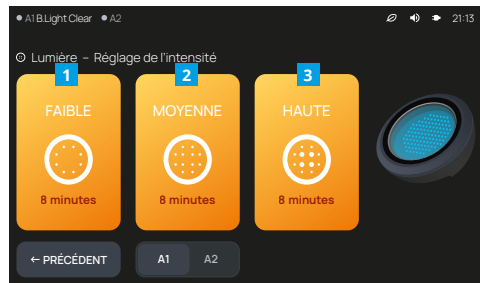 A1 B.Light Clear A2 21:13
Lumière – Réglage de l'intensité
1 2 3
FAIBLE MOYENNE HAUTE
8 minutes 8 minutes 8 minutes
← PRÉCÉDENT A1 A2